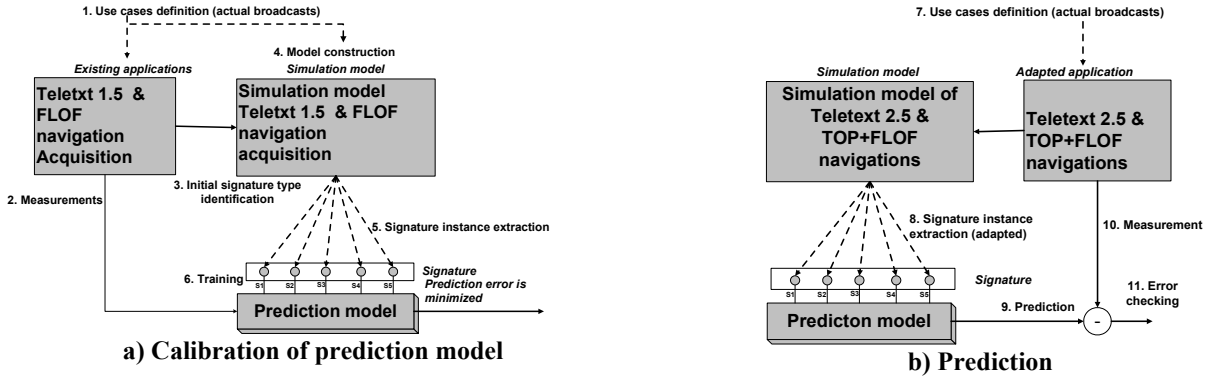 1. Use cases definition (actual broadcasts)
4. Model construction
Existing applications
Simulation model
Teletxt 1.5 &
FLOF
navigation
Acquisition
Simulation model
Teletxt 1.5 & FLOF
navigation
acquisition
3. Initial signature type
identification
2. Measurements
5. Signature instance extraction
6. Training
S1
S2
S3
S4
S5
Signature
Prediction error is
minimized
Prediction model
a) Calibration of prediction model
7. Use cases definition (actual broadcasts)
Simulation model
Adapted application
Simulation model of
Teletext 2.5 &
TOP+FLOF
navigations
Teletext 2.5 &
TOP+FLOF
navigations
8. Signature instance
extraction (adapted)
10. Measurement
Signature
S1
S2
S3
S4
S5
Predicton model
9. Prediction
-
11. Error
checking
b) Prediction